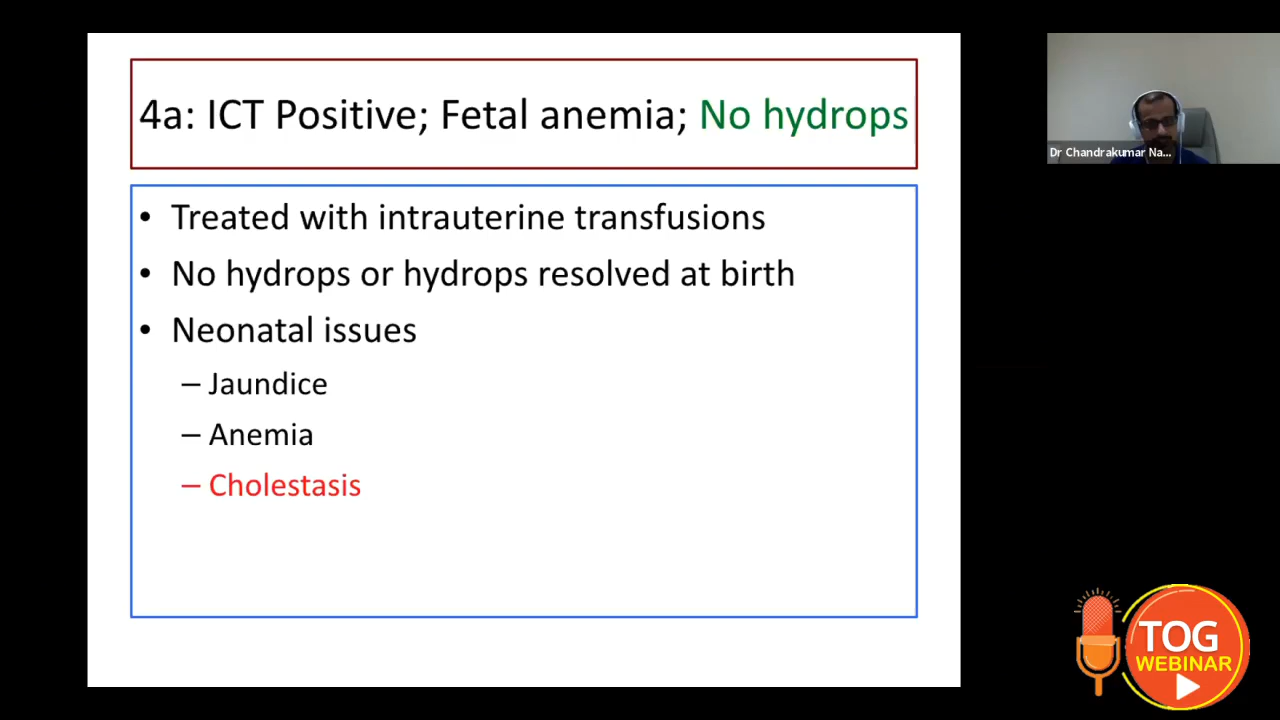 4a: ICT Positive; Fetal anemia; No hydrops
• Treated with intrauterine transfusions
• No hydrops or hydrops resolved at birth
• Neonatal issues
– Jaundice
– Anemia
– Cholestasis
Dr Chandrakumar Na...
TOG
WEBINAR